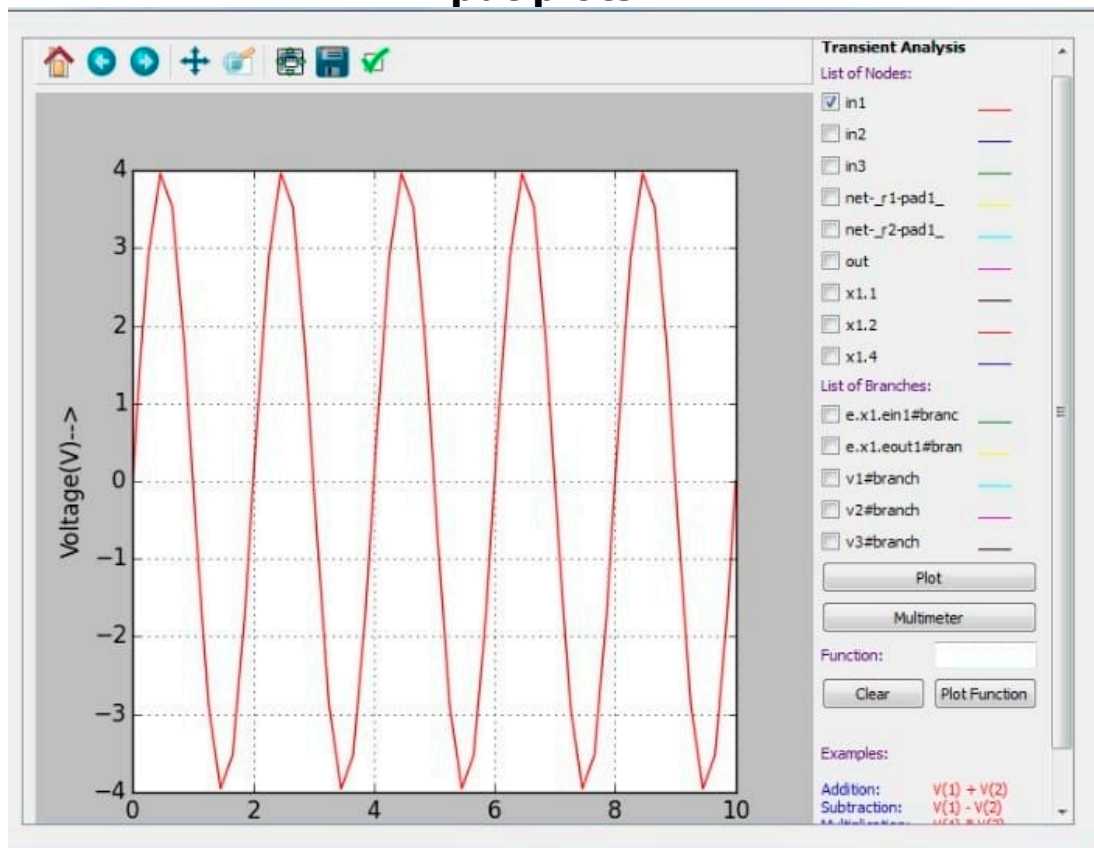 Transient Analysis
List of Nodes:
in1
in2
in3
net-_r1-pad1_
net-_r2-pad1_
out
x1.1
x1.2
x1.4
List of Branches:
e.x1.ein1#branc
e.x1.eout1#bran
v1#branch
v2#branch
v3#branch
Plot
Multimeter
Function:
Clear Plot Function
Examples:
Addition: V(1) + V(2)
Subtraction: V(1) - V(2)
Voltage(V)-->
4
3
2
1
0
−1
−2
−3
−4
0 2 4 6 8 10